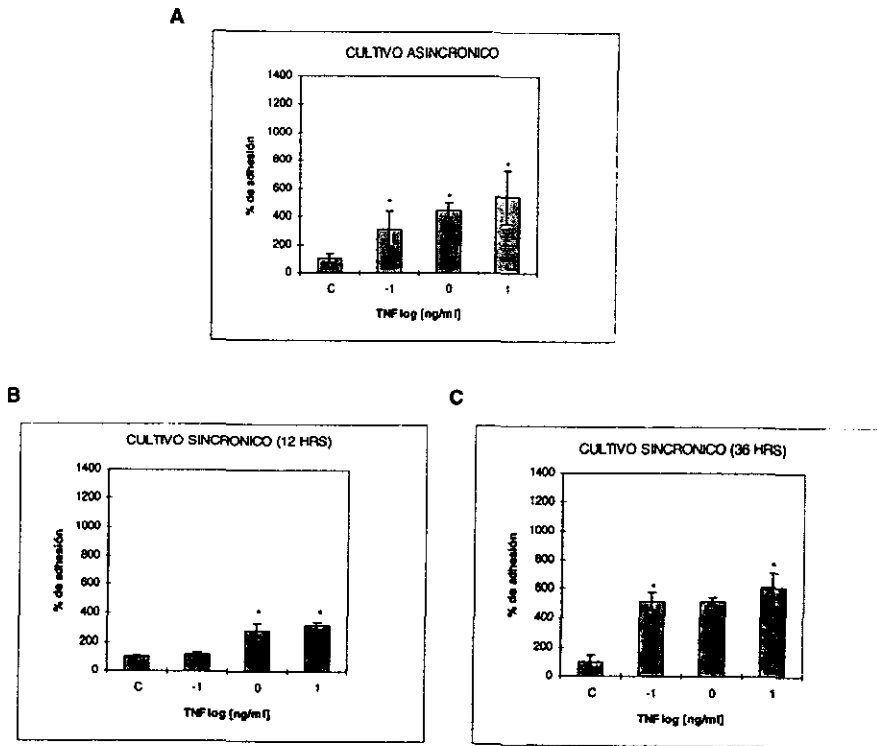 A
CULTIVO ASINCRONICO
1400
1200
1000
800
600
400
200
0
% de adhesión
* * *
C -1 0 1
TNF log [ng/ml]
B
CULTIVO SINCRONICO (12 HRS)
1400
1200
1000
800
600
400
200
0
% de adhesión
* *
C -1 0 1
TNF log [ng/ml]
C
CULTIVO SINCRONICO (36 HRS)
1400
1200
1000
800
600
400
200
0
% de adhesión
* *
C -1 0 1
TNF log [ng/ml]